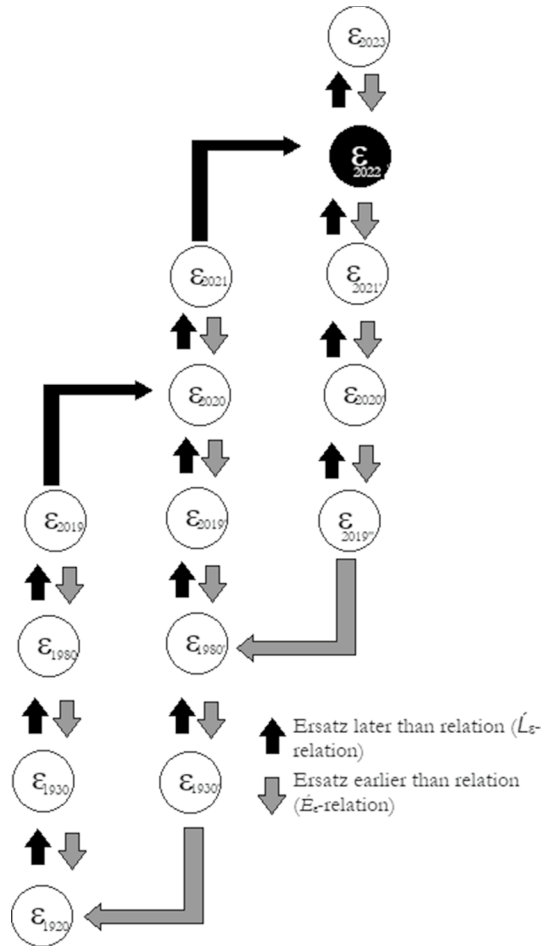 ε2023
ε2022
ε2021
ε2021'
ε2020
ε2020'
ε2019
ε2019'
ε2019''
ε1980
ε1980'
Ersatz later than relation (Ĺε-
relation)
Ersatz earlier than relation
(Ėε-relation)
ε1930
ε1930'
ε1920